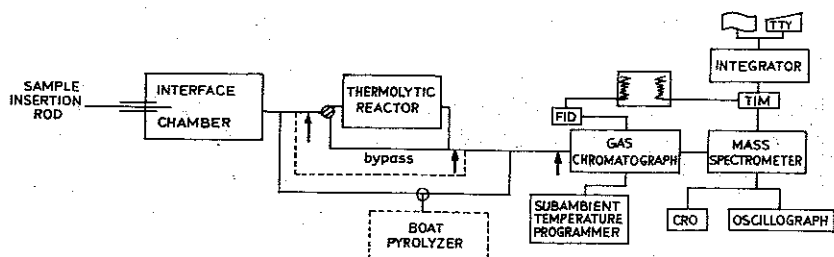 SAMPLE
INSERTION
ROD
INTERFACE
CHAMBER
THERMOLYTIC
REACTOR
bypass
BOAT
PYROLYZER
FID
GAS
CHROMATOGRAPH
SUBAMBIENT
TEMPERATURE
PROGRAMMER
TTY
INTEGRATOR
TIM
MASS
SPECTROMETER
CRO
OSCILLOGRAPH